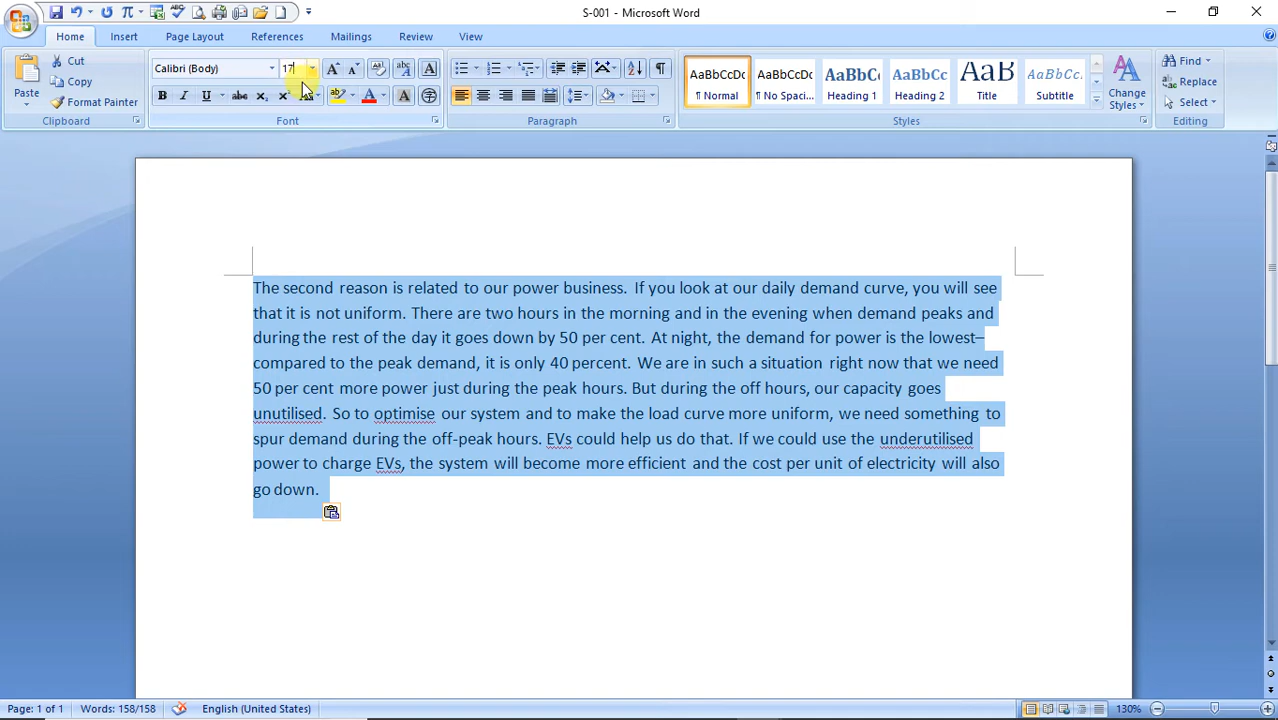 S-001 - Microsoft Word
Home Insert Page Layout References Mailings Review View
Paste
Cut
Copy
Format Painter
Clipboard
Calibri (Body) 17
Font
Paragraph
AaBbCcDc AaBbCcDc AaBbC AaBbCc AaB AaBbCc.
¶ Normal ¶ No Spaci... Heading 1 Heading 2 Title Subtitle
Change Styles
Styles
Find
Replace
Select
Editing
The second reason is related to our power business. If you look at our daily demand curve, you will see
that it is not uniform. There are two hours in the morning and in the evening when demand peaks and
during the rest of the day it goes down by 50 per cent. At night, the demand for power is the lowest–
compared to the peak demand, it is only 40 percent. We are in such a situation right now that we need
50 per cent more power just during the peak hours. But during the off hours, our capacity goes
unutilised. So to optimise our system and to make the load curve more uniform, we need something to
spur demand during the off-peak hours. EVs could help us do that. If we could use the underutilised
power to charge EVs, the system will become more efficient and the cost per unit of electricity will also
go down.
Page: 1 of 1 Words: 158/158 English (United States) 130%